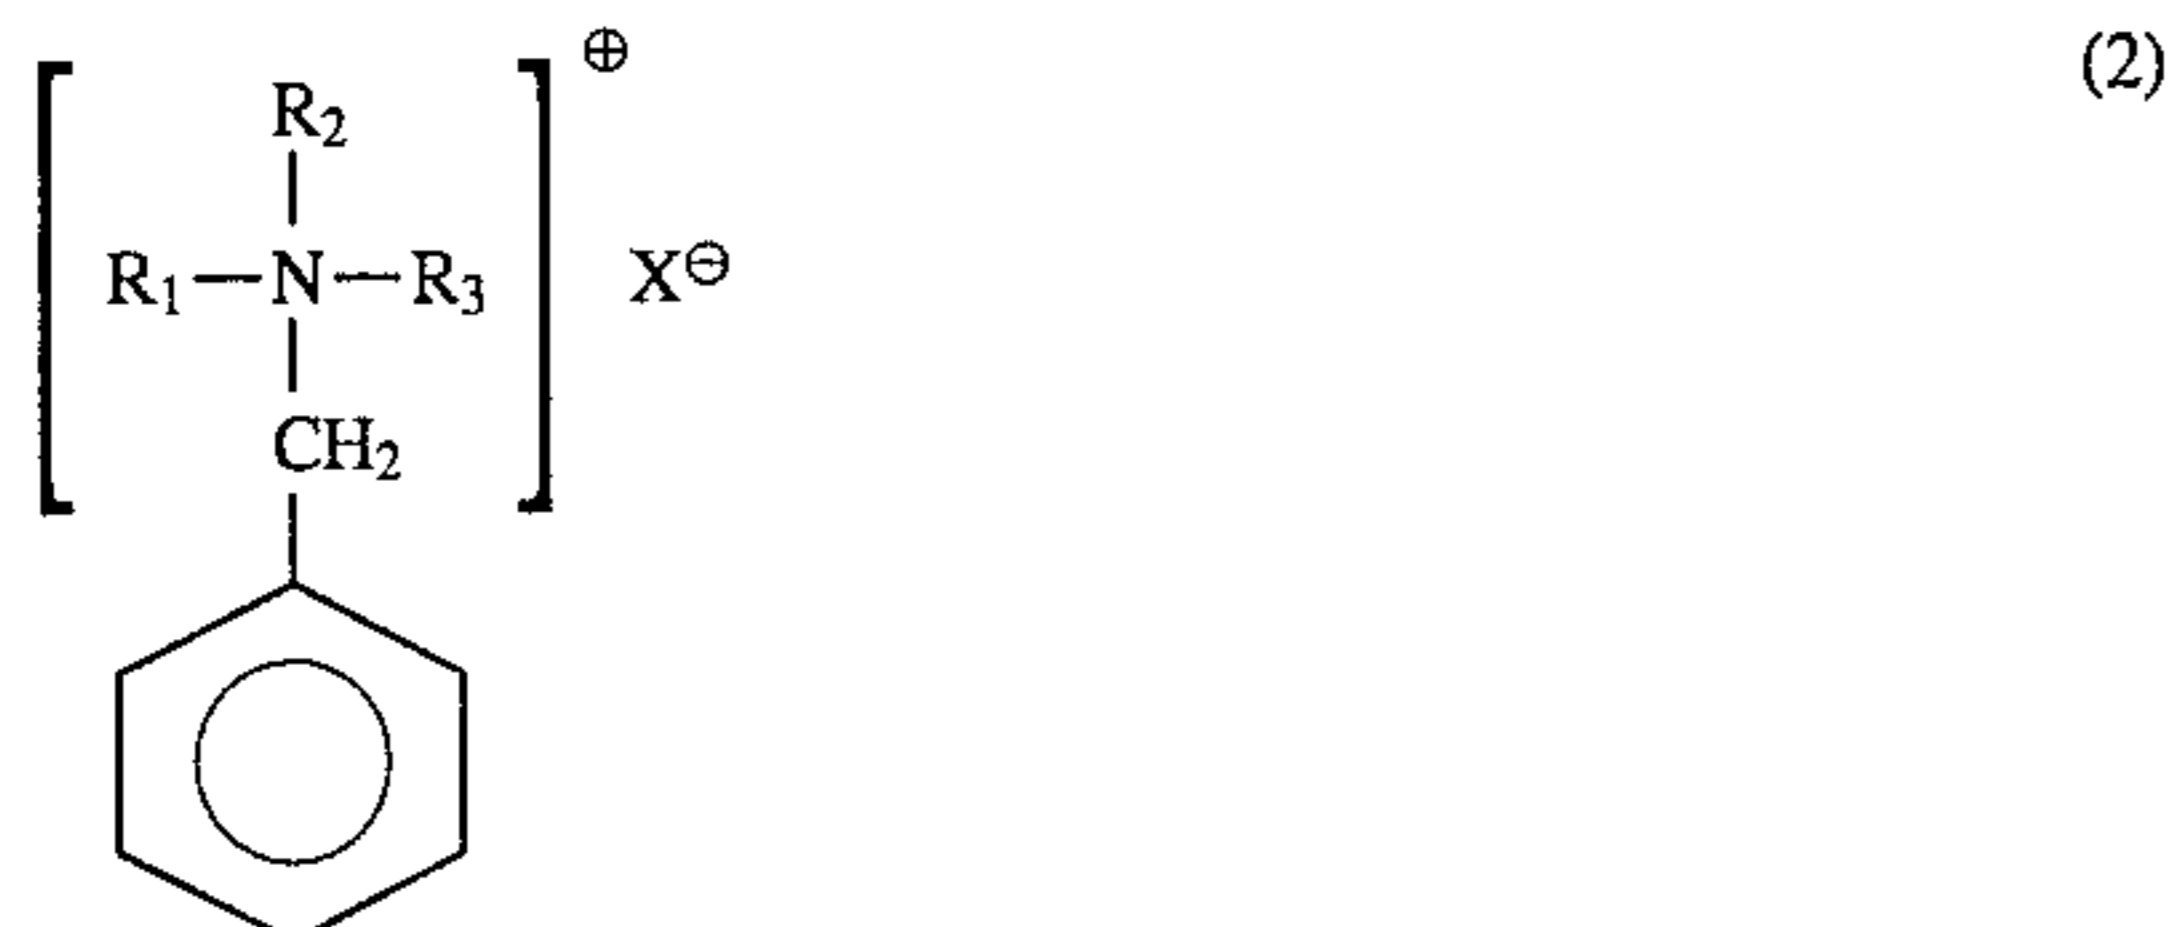 (2)
⊕
R₂
R₁—N—R₃ X⊖
CH₂